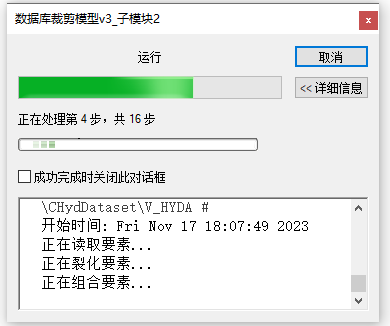 数据库裁剪模型v3_子模块2
x
运行
取消
<< 详细信息
正在处理第 4 步，共 16 步
成功完成时关闭此对话框
\CHydDataset\V_HYDA #
开始时间: Fri Nov 17 18:07:49 2023
正在读取要素...
正在裂化要素...
正在组合要素...